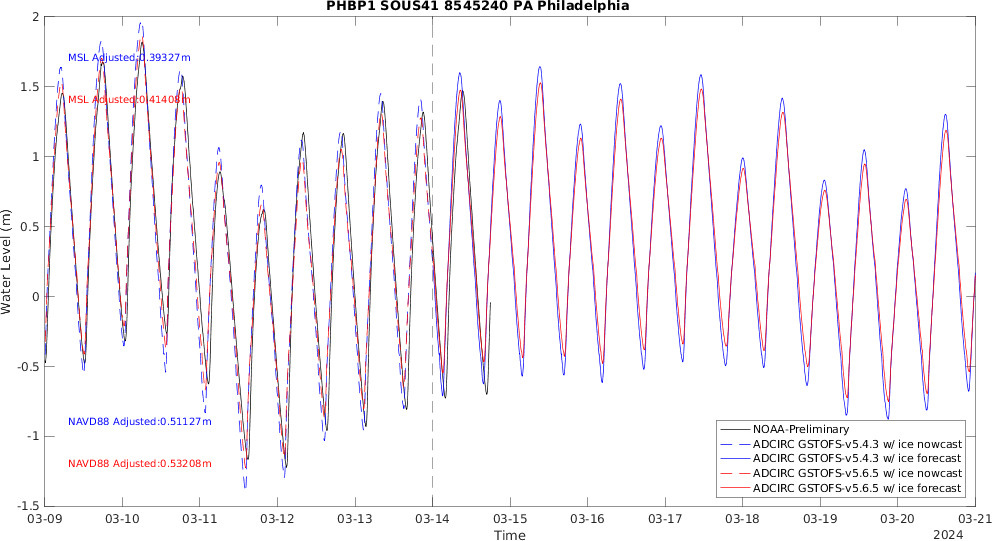 PHBP1 SOUS41 8545240 PA Philadelphia
2
1.5
1
0.5
0
-0.5
-1
-1.5
Water Level (m)
MSL Adjusted:0.39327m
MSL Adjusted:0.41408m
NAVD88 Adjusted:0.51127m
NAVD88 Adjusted:0.53208m
NOAA-Preliminary
ADCIRC GSTOFS-v5.4.3 w/ ice nowcast
ADCIRC GSTOFS-v5.4.3 w/ ice forecast
ADCIRC GSTOFS-v5.6.5 w/ ice nowcast
ADCIRC GSTOFS-v5.6.5 w/ ice forecast
03-09 03-10 03-11 03-12 03-13 03-14 03-15 03-16 03-17 03-18 03-19 03-20 03-21
Time
2024